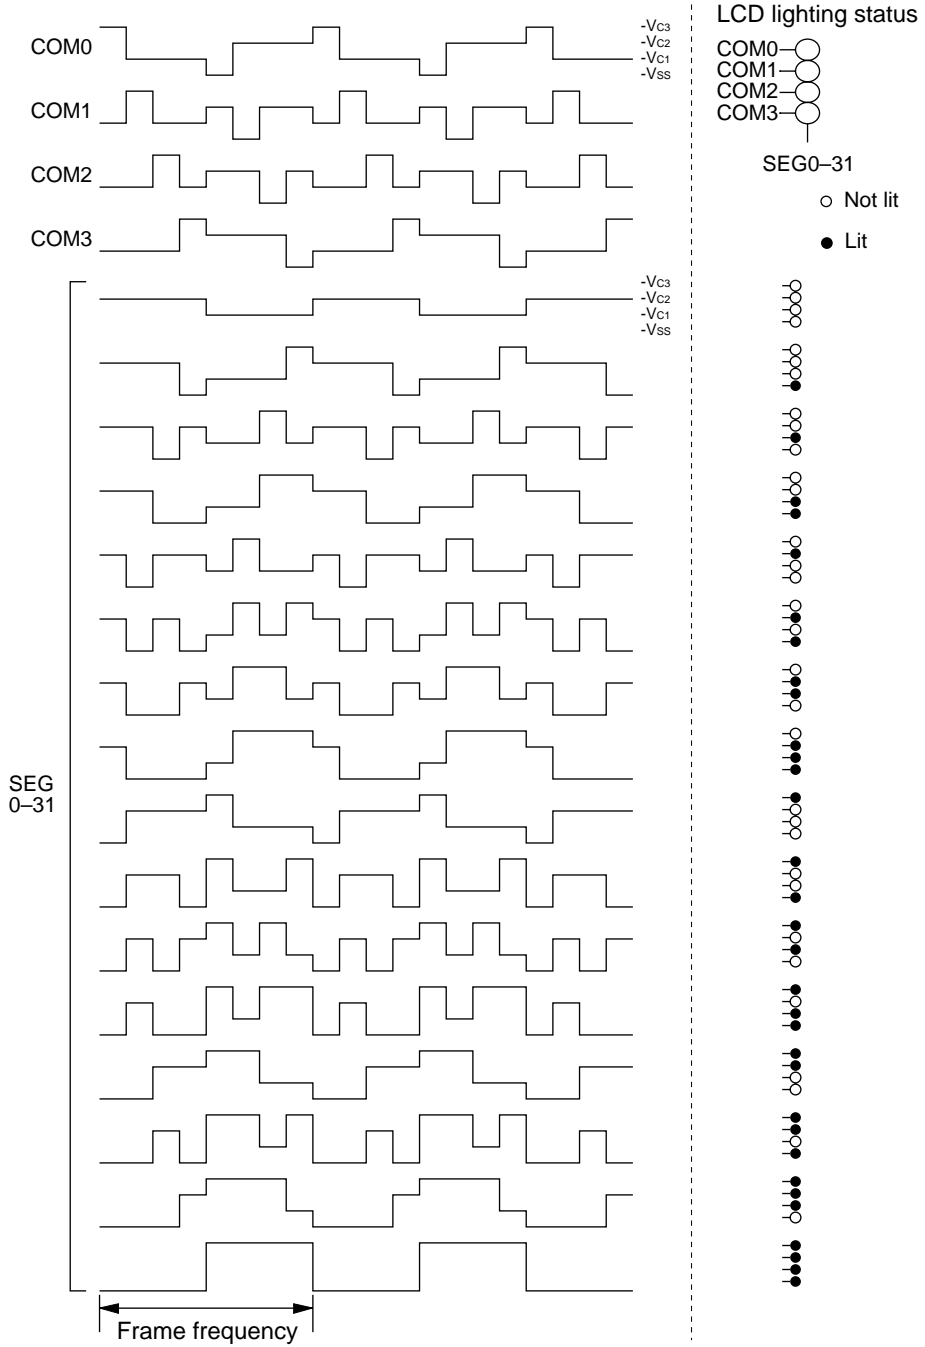 LCD lighting status
COM0
-VC3
-VC2
-VC1
-VSS
COM0
COM1
COM2
COM3
SEG0–31
COM1
COM2
COM3
Not lit
Lit
-VC3
-VC2
-VC1
-VSS
SEG
0–31
Frame frequency